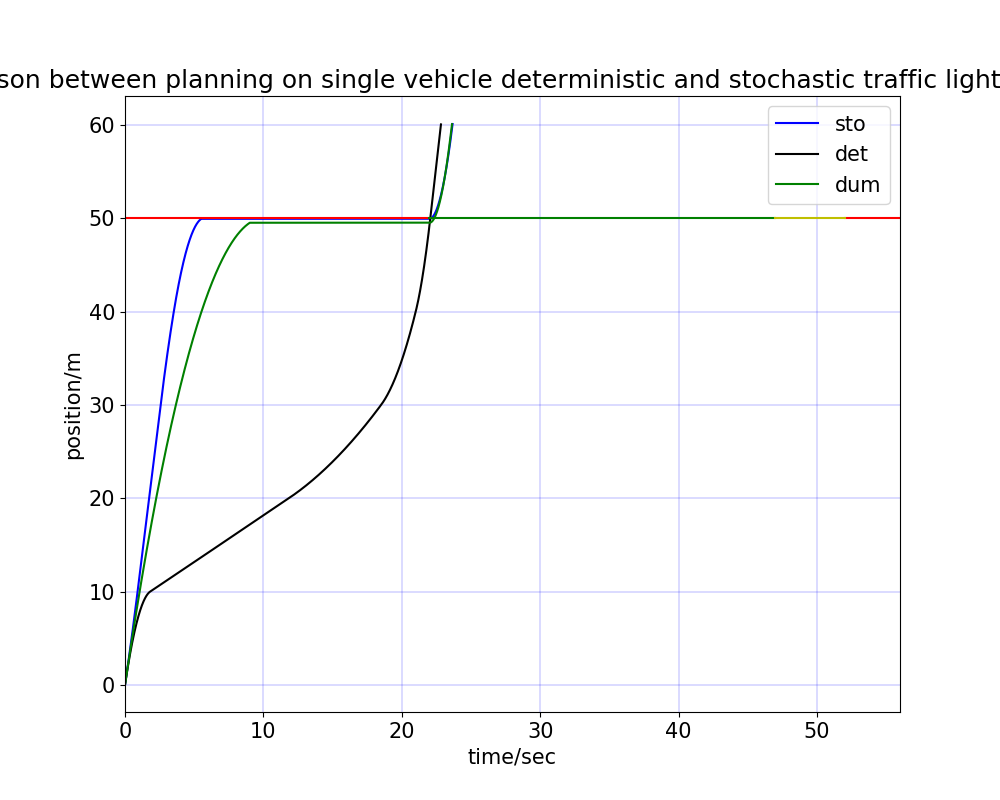 son between planning on single vehicle deterministic and stochastic traffic light
sto
det
dum
60
50
40
30
20
10
0
position/m
0 10 20 30 40 50
time/sec